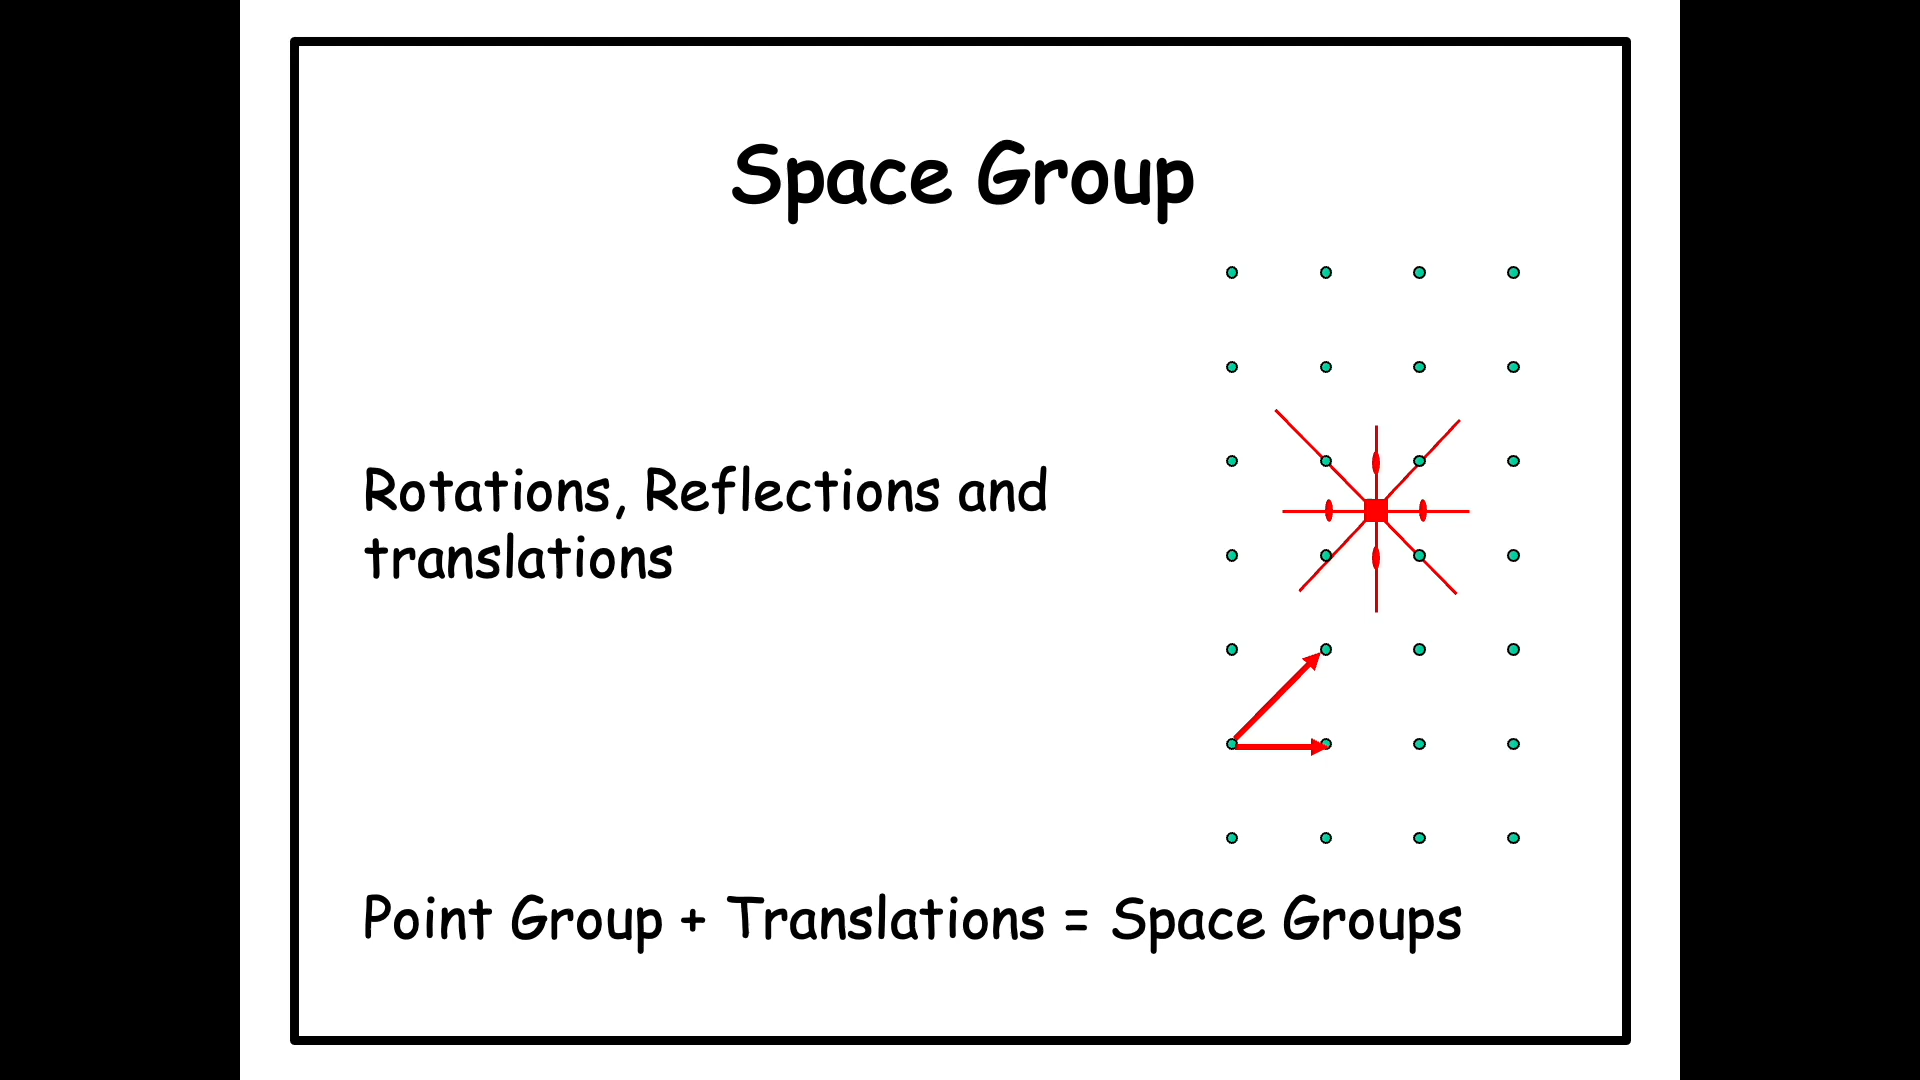 Space Group
Rotations, Reflections and
translations
Point Group + Translations = Space Groups